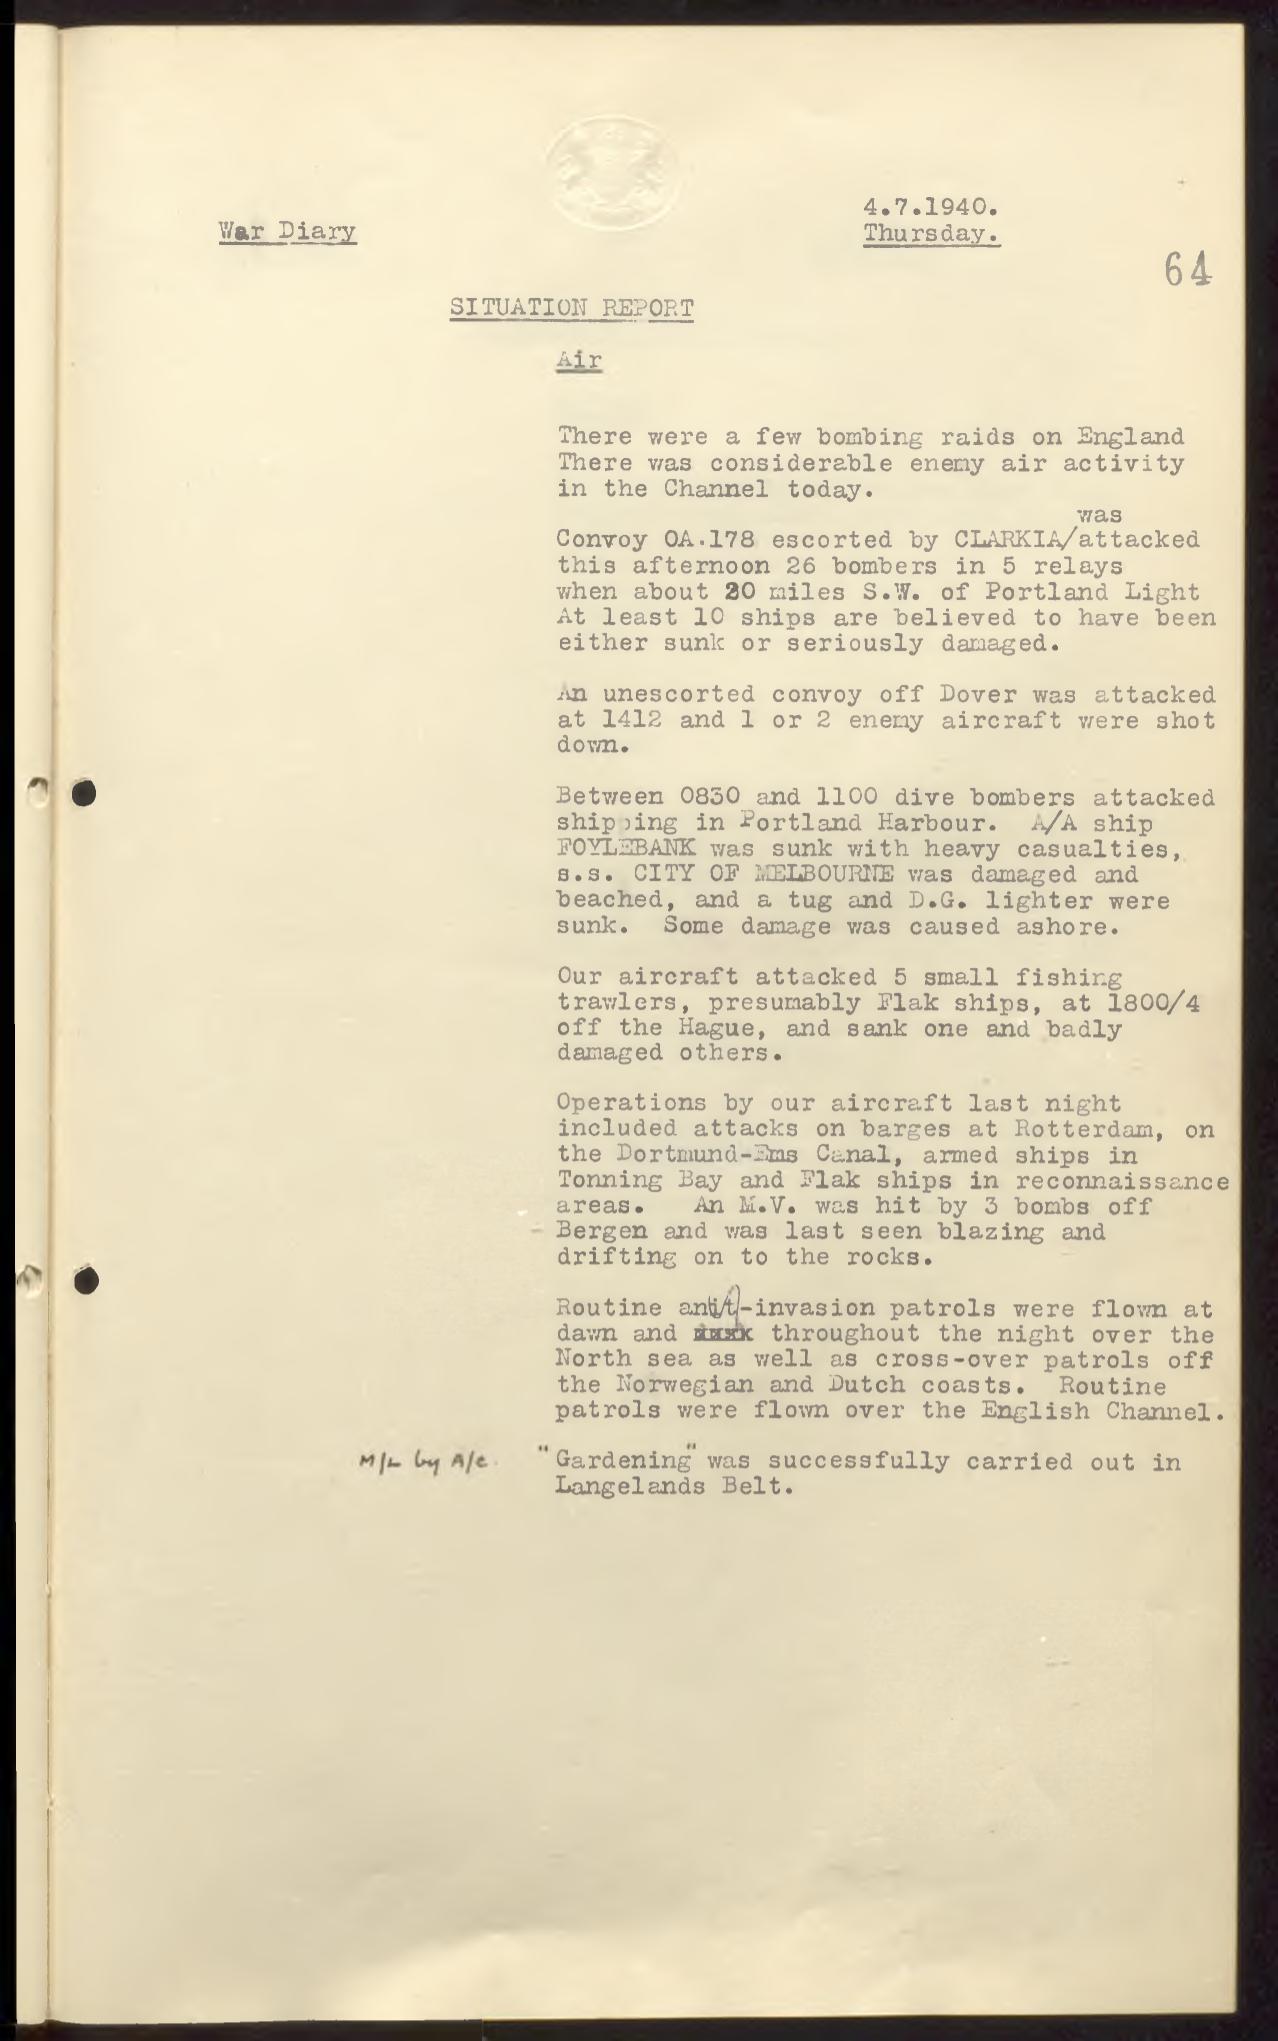 War Diary
4.7.1940.
Thursday.
64
SITUATION REPORT
Air
There were a few bombing raids on England
There was considerable enemy air activity
in the Channel today.
was
Convoy OA.178 escorted by CLARKIA/attacked
this afternoon 26 bombers in 5 relays
when about 20 miles S.W. of Portland Light
At least 10 ships are believed to have been
either sunk or seriously damaged.
An unescorted convoy off Dover was attacked
at 1412 and 1 or 2 enemy aircraft were shot
down.
Between 0830 and 1100 dive bombers attacked
shipping in Portland Harbour. A/A ship
FOYLEBANK was sunk with heavy casualties,
s.s. CITY OF MELBOURNE was damaged and
beached, and a tug and D.G. lighter were
sunk. Some damage was caused ashore.
Our aircraft attacked 5 small fishing
trawlers, presumably Flak ships, at 1800/4
off the Hague, and sank one and badly
damaged others.
Operations by our aircraft last night
included attacks on barges at Rotterdam, on
the Dortmund-Ems Canal, armed ships in
Tonning Bay and Flak ships in reconnaissance
areas. An M.V. was hit by 3 bombs off
Bergen and was last seen blazing and
drifting on to the rocks.
Routine anti-invasion patrols were flown at
dawn and throughout the night over the
North sea as well as cross-over patrols off
the Norwegian and Dutch coasts. Routine
patrols were flown over the English Channel.
M/L by A/c. "Gardening" was successfully carried out in
Langelands Belt.